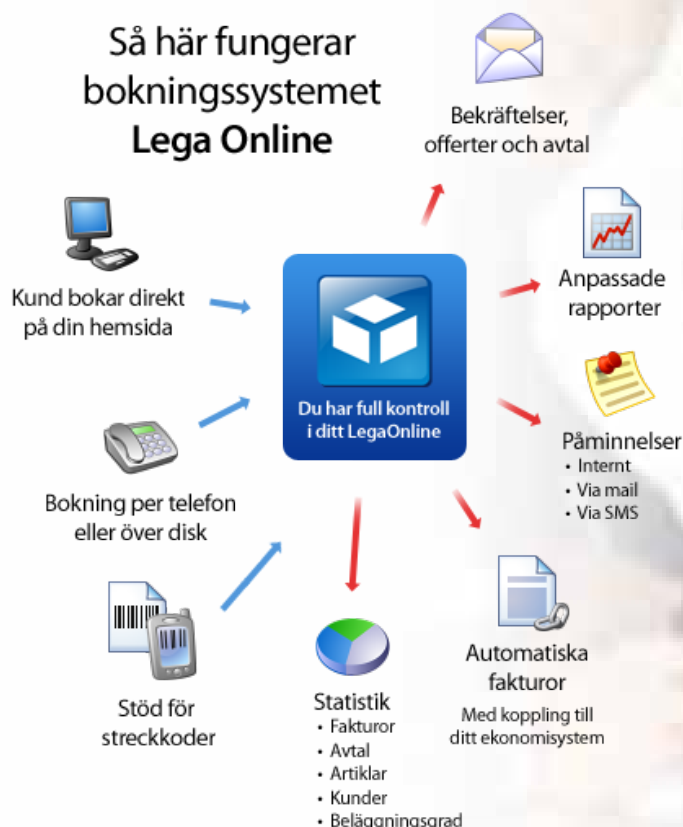 Så här fungerar
bokningssystemet
Lega Online
Bekräftelser,
offerter och avtal
Kund bokar direkt
på din hemsida
Anpassade
rapporter
Du har full kontroll
i ditt LegaOnline
Påminnelser
• Internt
• Via mail
• Via SMS
Bokning per telefon
eller över disk
Automatiska
fakturor
Med koppling till
ditt ekonomisystem
Stöd för
streckkoder
Statistik
• Fakturor
• Avtal
• Artiklar
• Kunder
• Beläggningsgrad